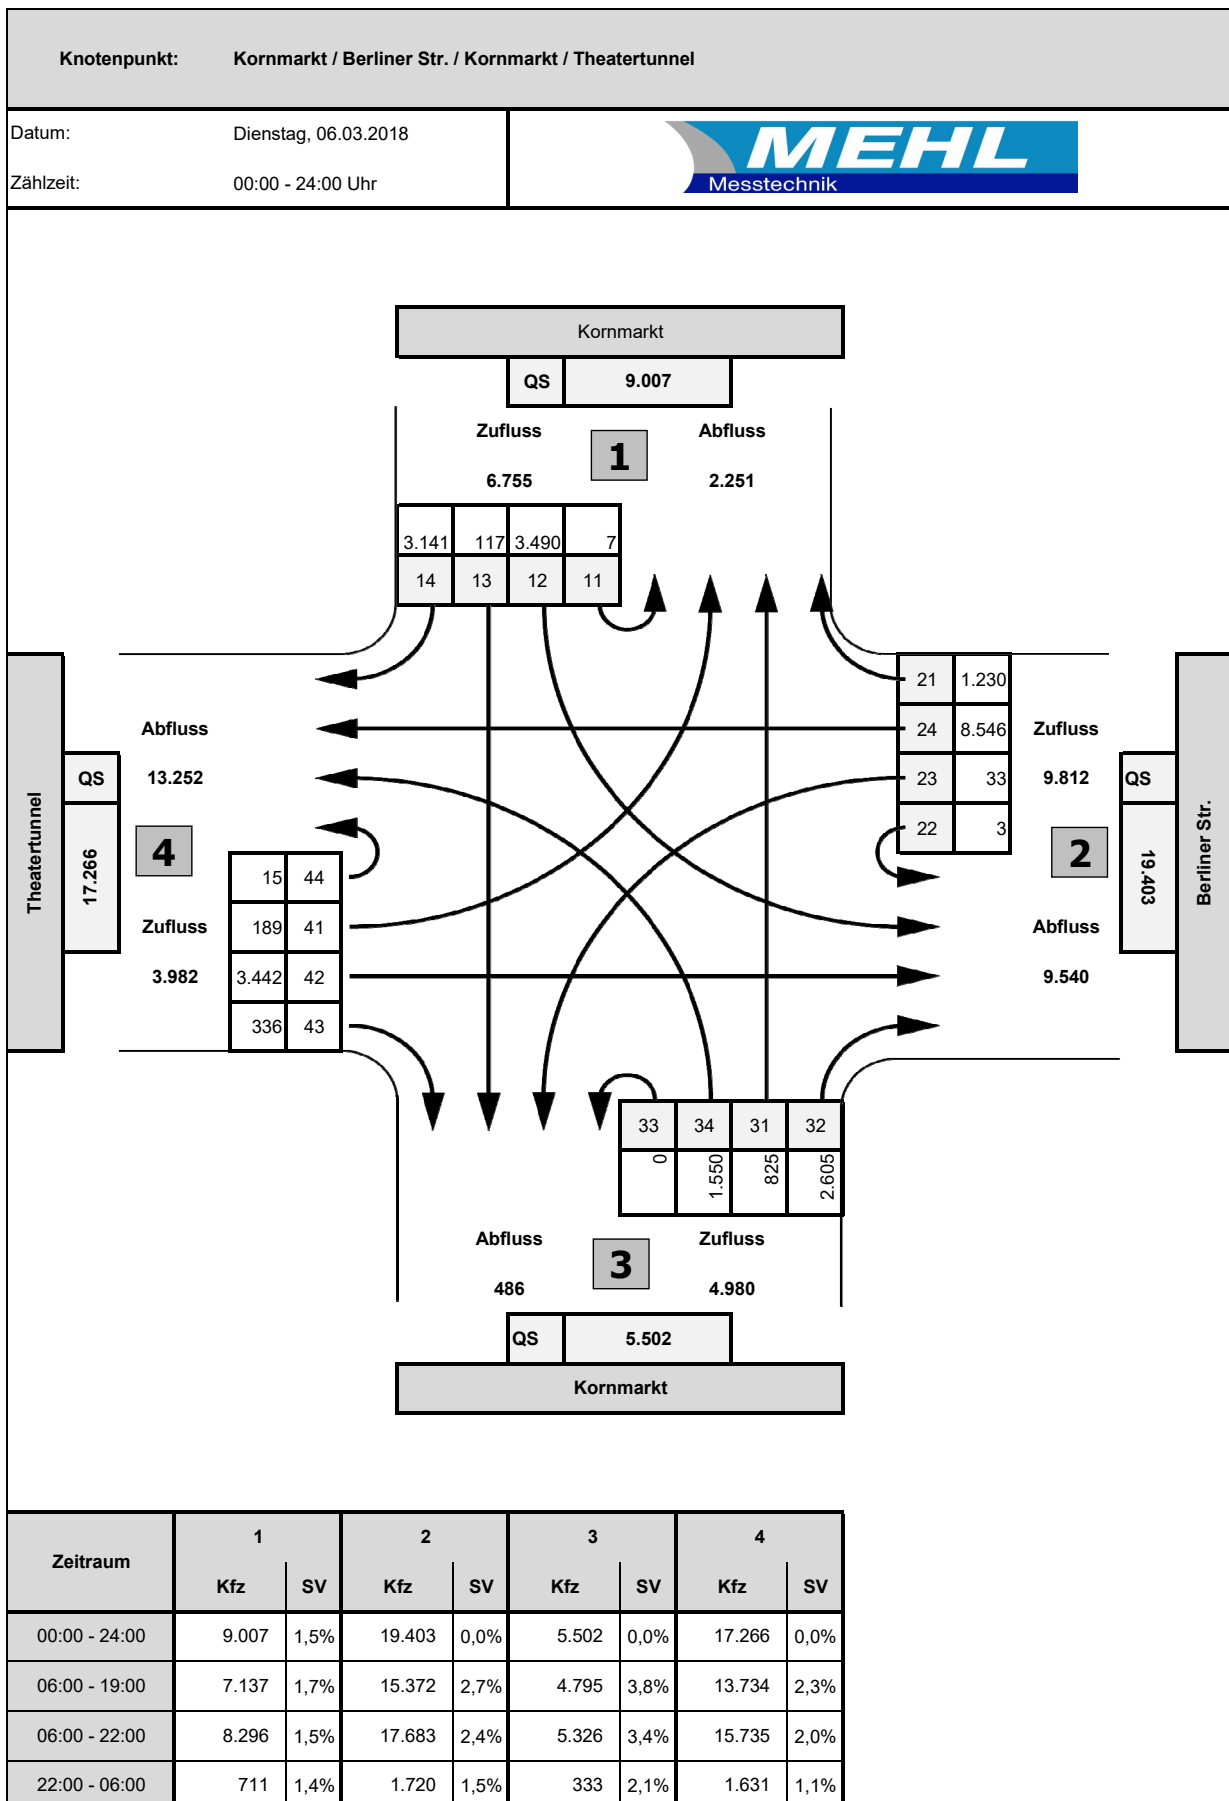 Knotenpunkt: Kornmarkt / Berliner Str. / Kornmarkt / Theatertunnel
Datum: Dienstag, 06.03.2018
MEHL
Messtechnik
Zählzeit: 00:00 - 24:00 Uhr
Kornmarkt
QS 9.007
Zufluss 1 Abfluss
6.755 2.251
3.141 117 3.490 7
14 13 12 11
21 1.230
24 8.546
23 33
22 3
Zufluss
9.812
2
Abfluss
9.540
QS
19.403
Berliner Str.
Theatertunnel
QS
17.266
Abfluss
13.252
4
Zufluss
3.982
15 44
189 41
3.442 42
336 43
33 34 31 32
0 1.550 825 2.605
Abfluss 3 Zufluss
486 4.980
QS 5.502
Kornmarkt
Zeitraum 1 2 3 4
Kfz SV Kfz SV Kfz SV Kfz SV
00:00 - 24:00 9.007 1,5% 19.403 0,0% 5.502 0,0% 17.266 0,0%
06:00 - 19:00 7.137 1,7% 15.372 2,7% 4.795 3,8% 13.734 2,3%
06:00 - 22:00 8.296 1,5% 17.683 2,4% 5.326 3,4% 15.735 2,0%
22:00 - 06:00 711 1,4% 1.720 1,5% 333 2,1% 1.631 1,1%